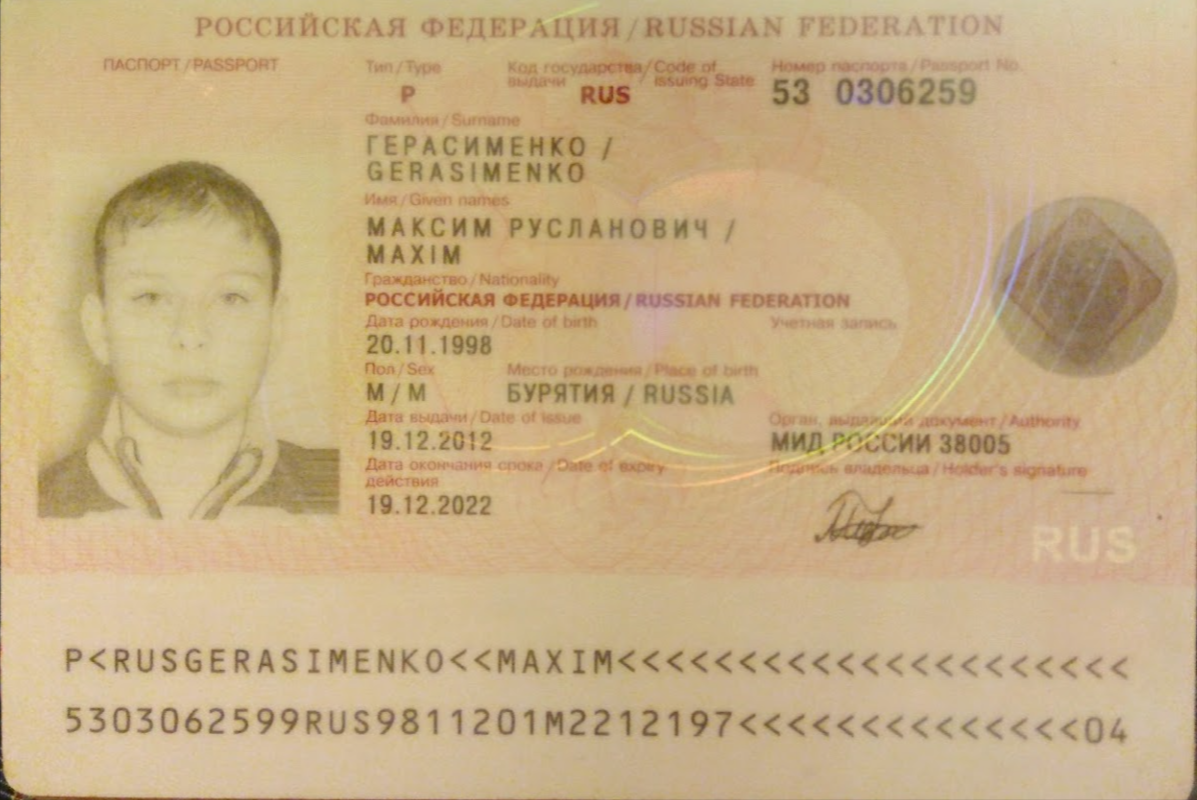 РОССИЙСКАЯ ФЕДЕРАЦИЯ / RUSSIAN FEDERATION
ПАСПОРТ / PASSPORT
Тип / Type
Код государства / Code of
выдачи issuing State
Номер паспорта / Passport No.
P
RUS
53 0306259
Фамилия / Surname
ГЕРАСИМЕНКО /
GERASIMENKO
Имя / Given names
МАКСИМ РУСЛАНОВИЧ /
MAXIM
Гражданство / Nationality
РОССИЙСКАЯ ФЕДЕРАЦИЯ / RUSSIAN FEDERATION
Дата рождения / Date of birth
Учетная запись
20.11.1998
Пол / Sex
Место рождения / Place of birth
М / M
БУРЯТИЯ / RUSSIA
Дата выдачи / Date of issue
Орган, выдавший документ / Authority
19.12.2012
МИД РОССИИ 38005
Дата окончания срока / Date of expiry
действия
Подпись владельца / Holder's signature
19.12.2022
RUS
P<RUSGERASIMENKO<<MAXIM<<<<<<<<<<<<<<<<<<<<<
5303062599RUS9811201M2212197<<<<<<<<<<<<<<04